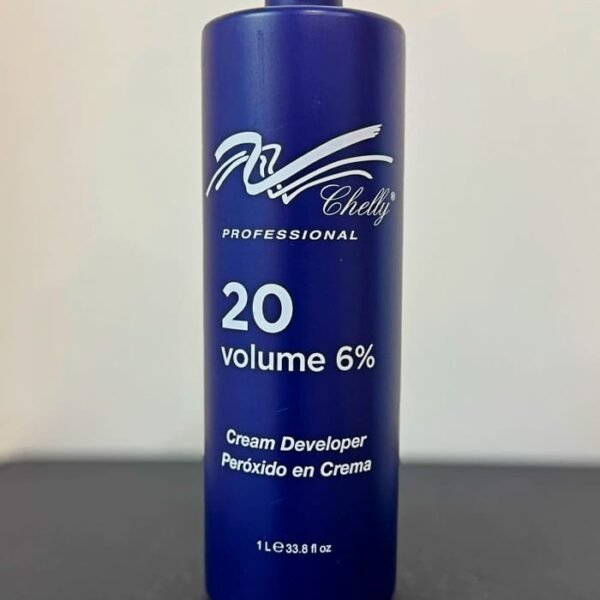 Chelly®
PROFESSIONAL
20
volume 6%
Cream Developer
Peróxido en Crema
1 L ℮ 33.8 fl oz